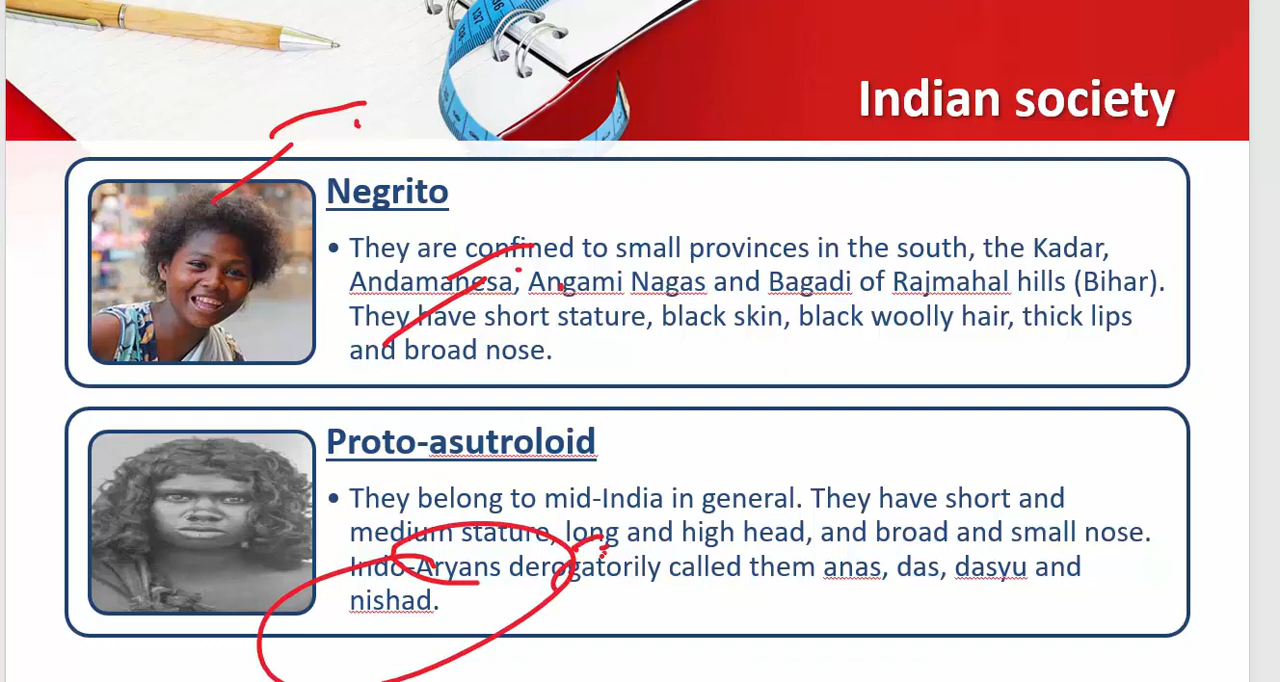 Indian society
Negrito
• They are confined to small provinces in the south, the Kadar,
Andamanesa, Angami Nagas and Bagadi of Rajmahal hills (Bihar).
They have short stature, black skin, black woolly hair, thick lips
and broad nose.
Proto-asutroloid
• They belong to mid-India in general. They have short and
medium stature, long and high head, and broad and small nose.
Indo-Aryans derogatorily called them anas, das, dasyu and
nishad.